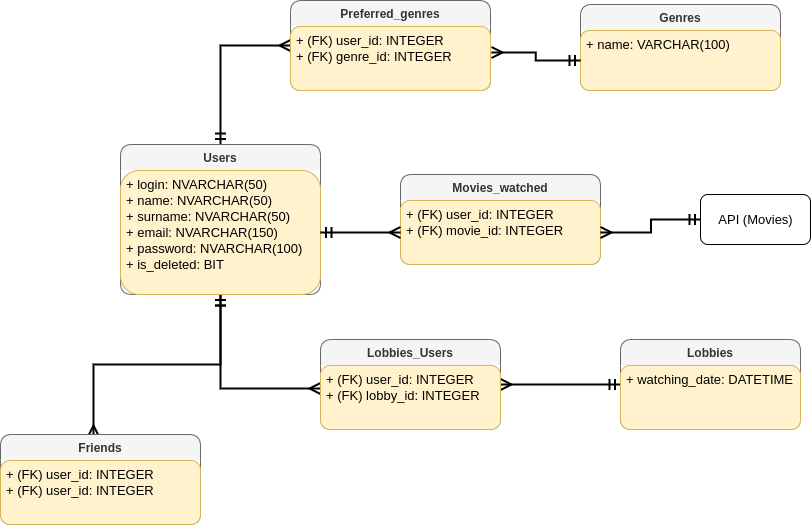 Preferred_genres
+ (FK) user_id: INTEGER
+ (FK) genre_id: INTEGER
Genres
+ name: VARCHAR(100)
Users
+ login: NVARCHAR(50)
+ name: NVARCHAR(50)
+ surname: NVARCHAR(50)
+ email: NVARCHAR(150)
+ password: NVARCHAR(100)
+ is_deleted: BIT
Movies_watched
+ (FK) user_id: INTEGER
+ (FK) movie_id: INTEGER
API (Movies)
Lobbies_Users
+ (FK) user_id: INTEGER
+ (FK) lobby_id: INTEGER
Lobbies
+ watching_date: DATETIME
Friends
+ (FK) user_id: INTEGER
+ (FK) user_id: INTEGER